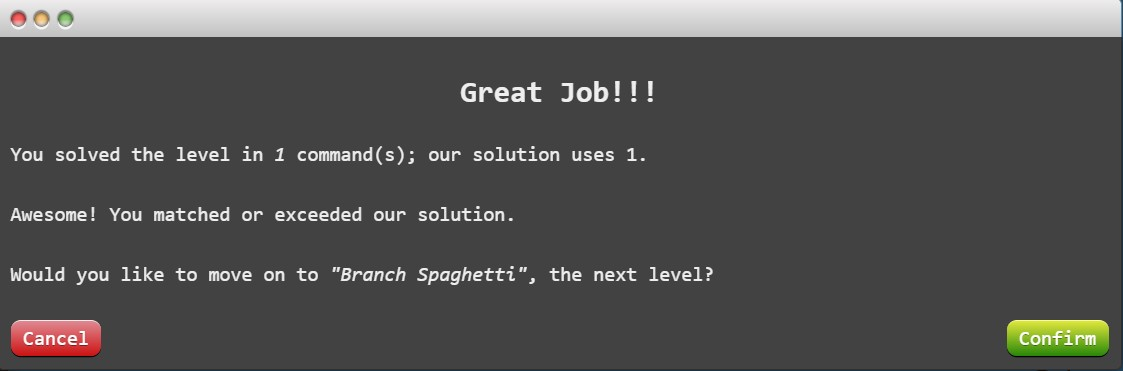 Great Job!!!
You solved the level in 1 command(s); our solution uses 1.
Awesome! You matched or exceeded our solution.
Would you like to move on to "Branch Spaghetti", the next level?
Cancel
Confirm